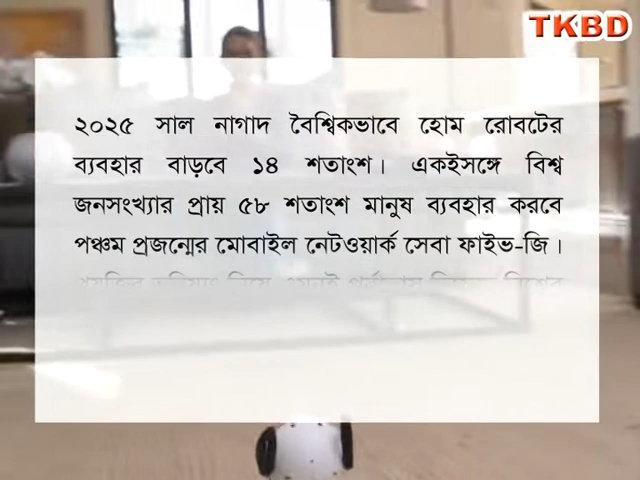 TKBD
২০২৫ সাল নাগাদ বৈশ্বিকভাবে হোম রোবটের
ব্যবহার বাড়বে ১৪ শতাংশ। একইসঙ্গে বিশ্ব
জনসংখ্যার প্রায় ৫৮ শতাংশ মানুষ ব্যবহার করবে
পঞ্চম প্রজন্মের মোবাইল নেটওয়ার্ক সেবা ফাইভ-জি।